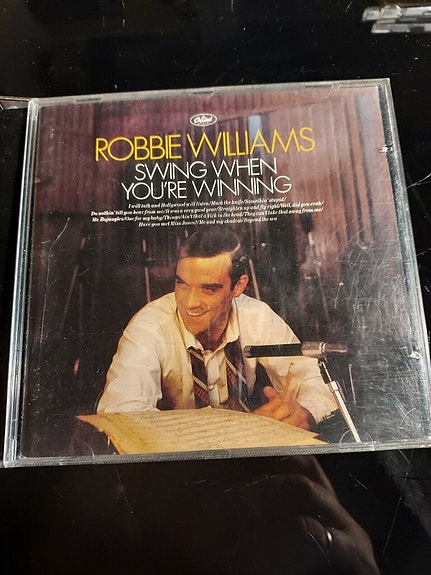 Capitol
ROBBIE WILLIAMS
SWING WHEN
YOU'RE WINNING
I will talk and Hollywood will listen/Mack the knife/Somethin' stupid/
Do nothin' till you hear from me/It was a very good year/Straighten up and fly right/Well, did you evah/
Mr Bojangles/One for my baby/Things/Ain't that a kick in the head/They can't take that away from me/
Have you met Miss Jones?/Me and my shadow/Beyond the sea